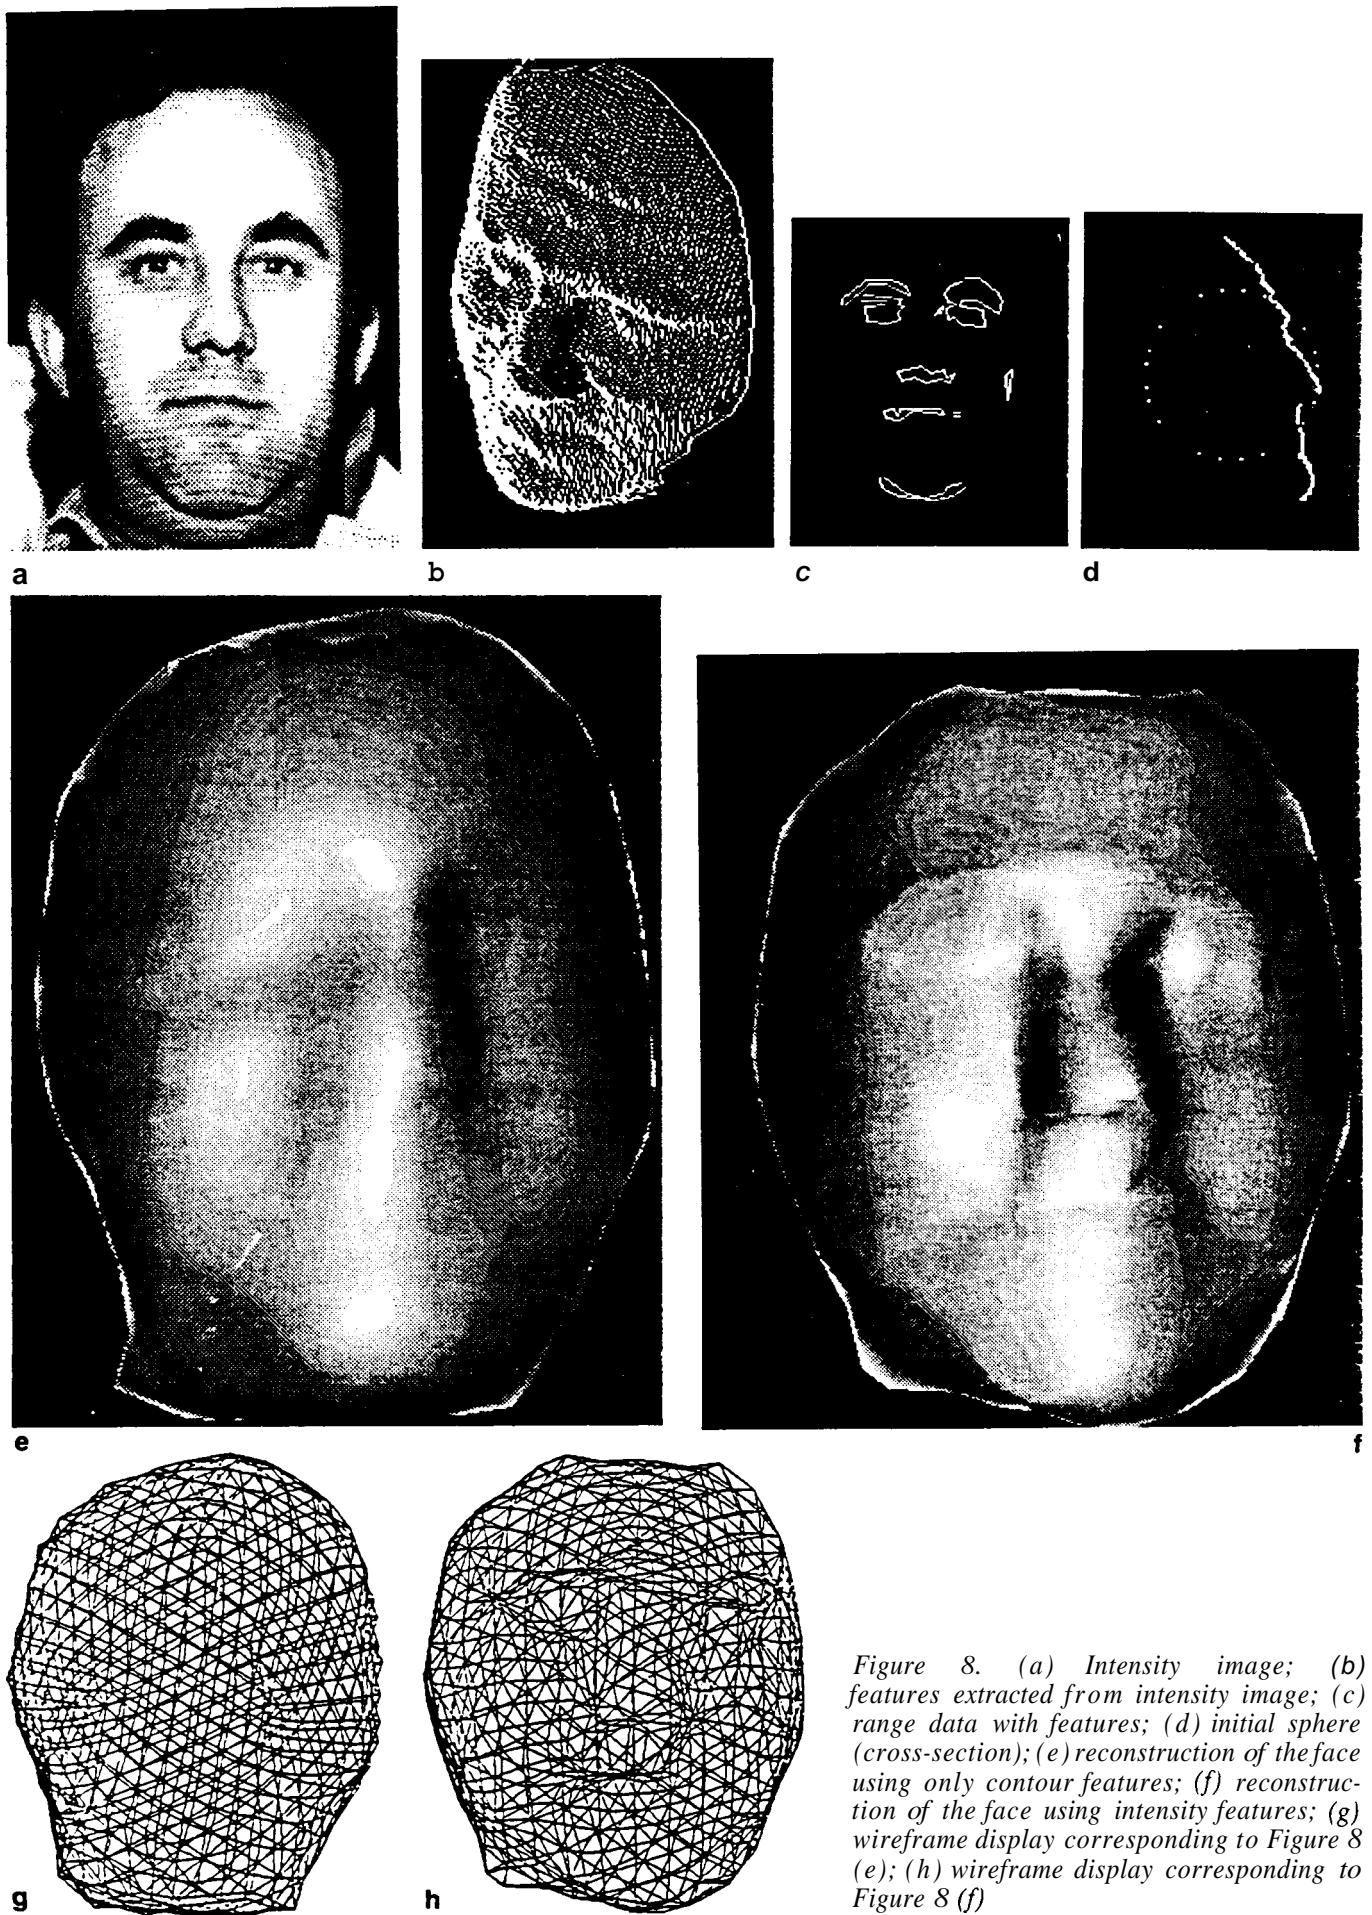 a
b
c
d
e
f
g
h
Figure 8. (a) Intensity image; (b)
features extracted from intensity image; (c)
range data with features; (d) initial sphere
(cross-section); (e) reconstruction of the face
using only contour features; (f) reconstruc-
tion of the face using intensity features; (g)
wireframe display corresponding to Figure 8
(e); (h) wireframe display corresponding to
Figure 8 (f)